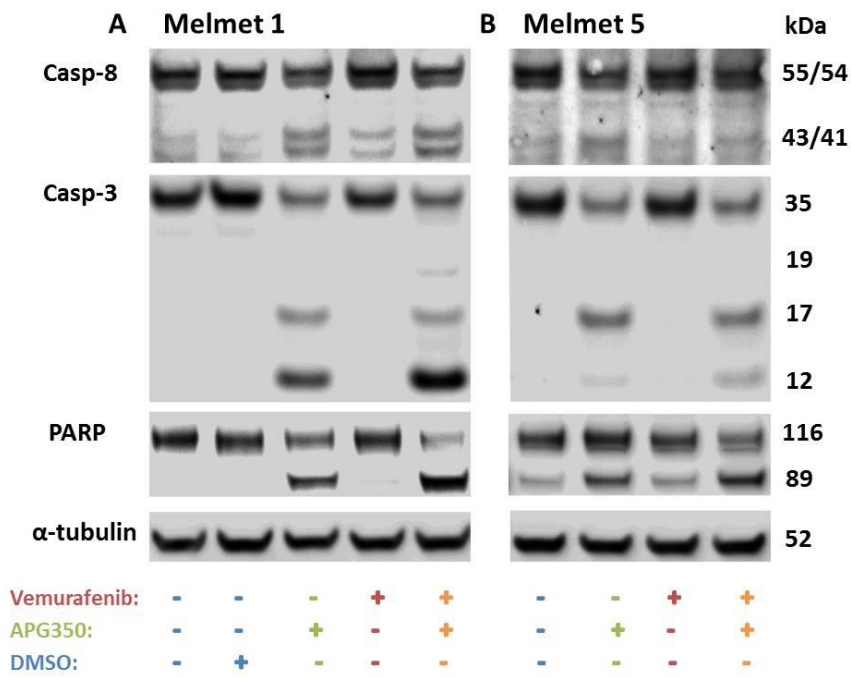 A Melmet 1 B Melmet 5 kDa
Casp-8 55/54
43/41
Casp-3 35
19
17
12
PARP 116
89
α-tubulin 52
Vemurafenib: - - - + + - - + +
APG350: - - + - + - + - +
DMSO: - + - - - - - - -